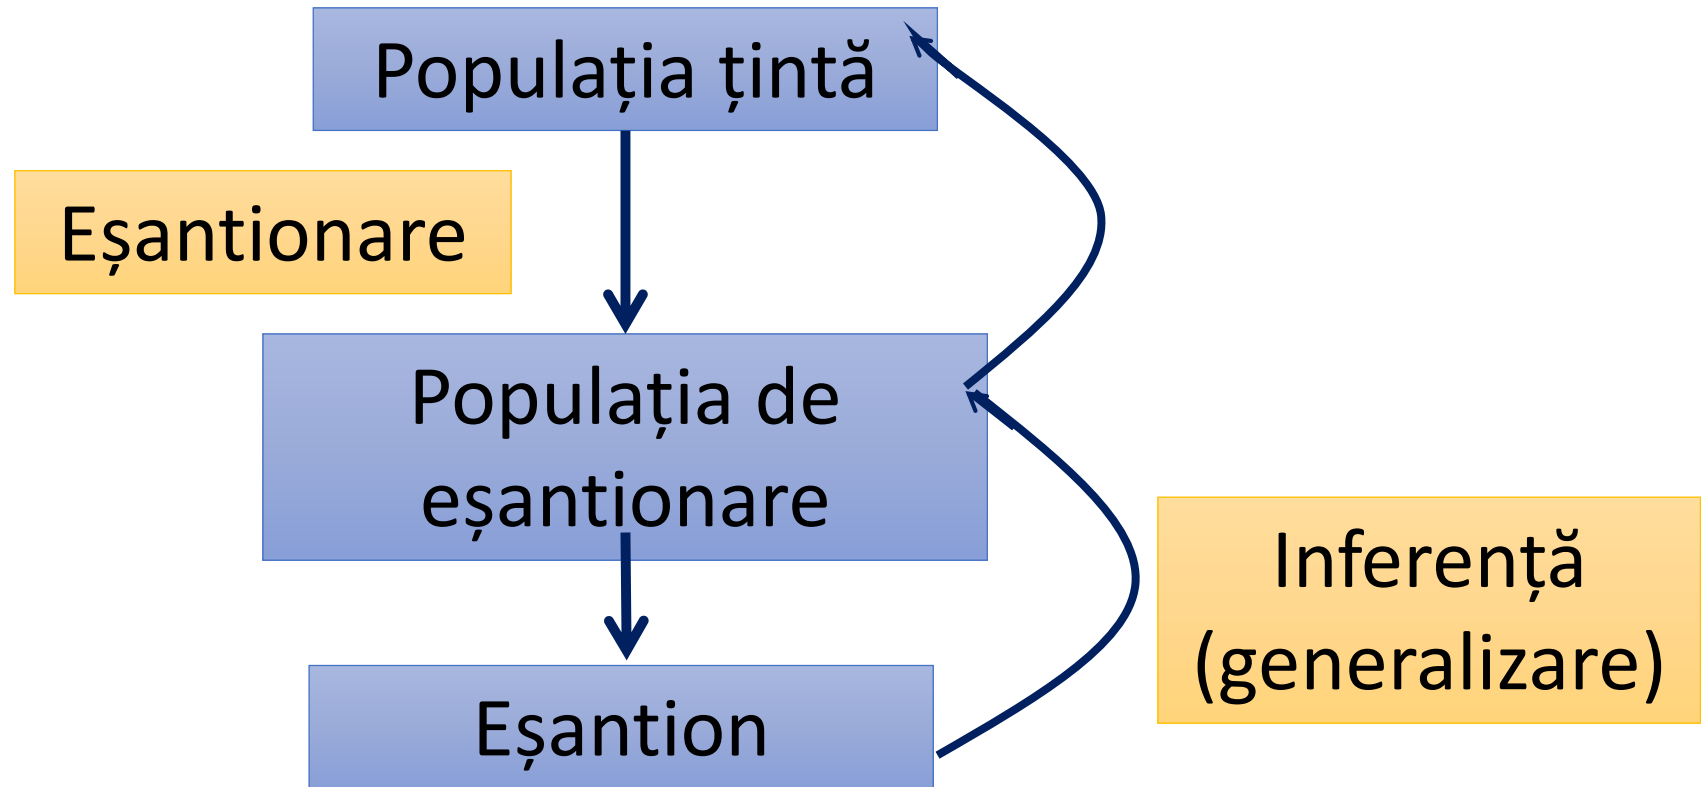 Populația țintă
Eșantionare
Populația de
eșantionare
Inferență
(generalizare)
Eșantion